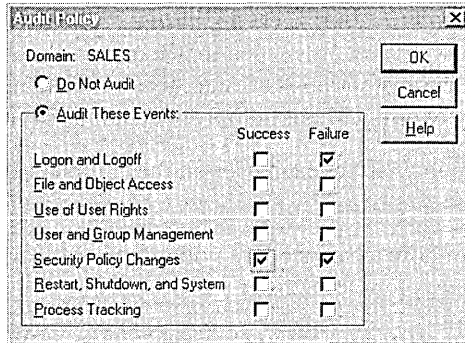 Audit Policy
Domain: SALES
OK
Do Not Audit
Cancel
Audit These Events:
Help
Success Failure
Logon and Logoff
File and Object Access
Use of User Rights
User and Group Management
Security Policy Changes
Restart, Shutdown, and System
Process Tracking